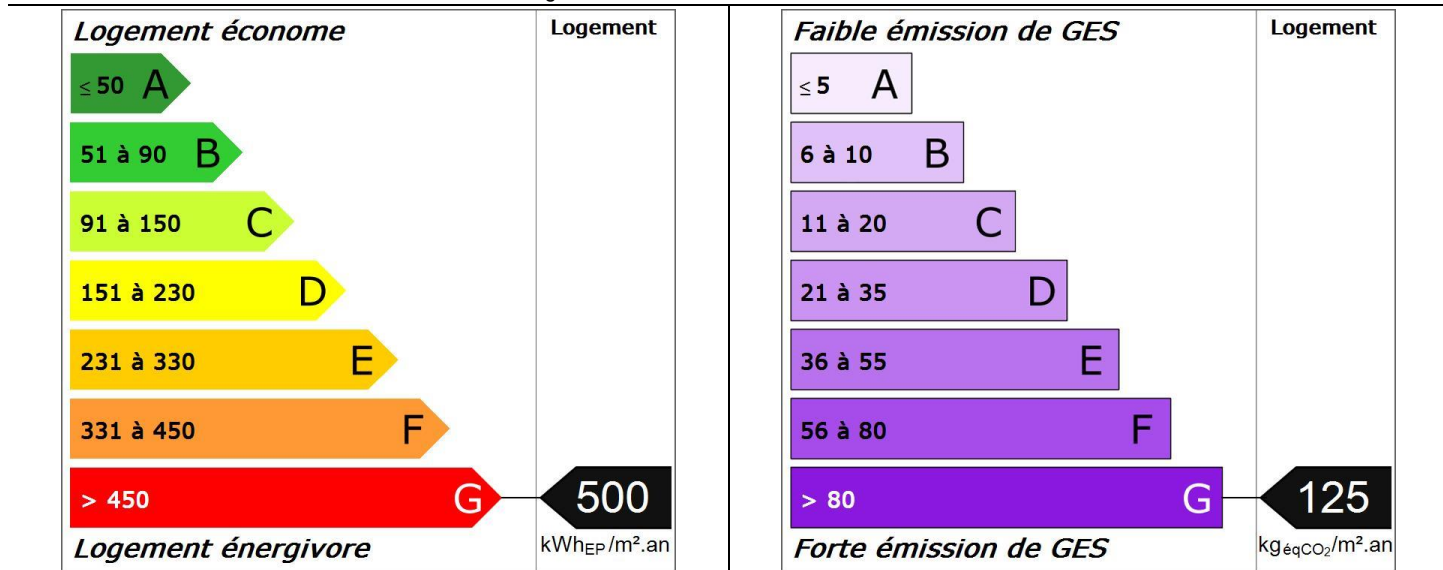 Logement économe
Logement
≤ 50 A
51 à 90 B
91 à 150 C
151 à 230 D
231 à 330 E
331 à 450 F
> 450 G
500
Logement énergivore
kWhEP/m².an
Faible émission de GES
Logement
≤ 5 A
6 à 10 B
11 à 20 C
21 à 35 D
36 à 55 E
56 à 80 F
> 80 G
125
Forte émission de GES
kgéqCO₂/m².an